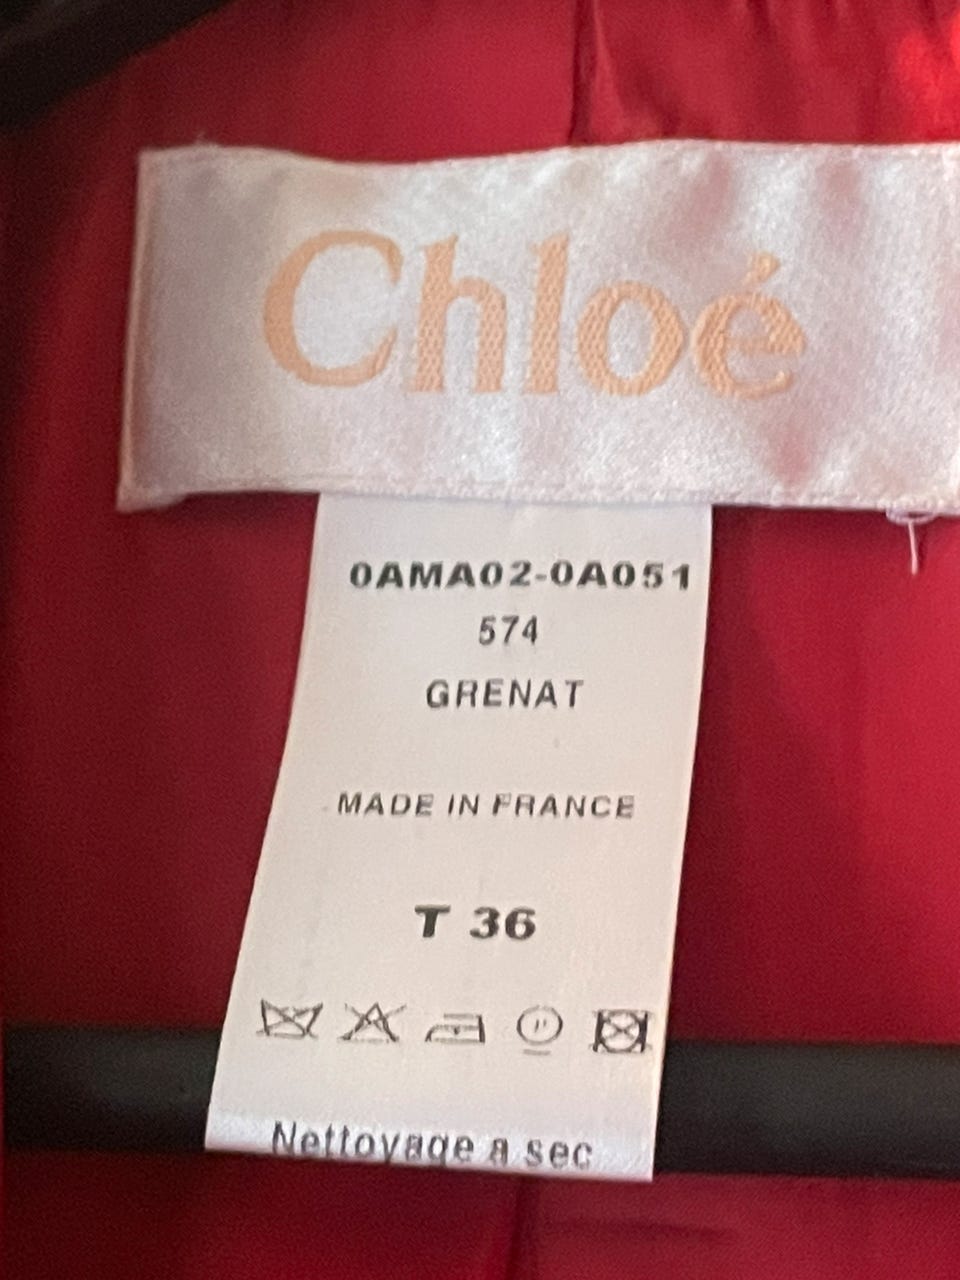 Chloé
0AMA02-0A051
574
GRENAT
MADE IN FRANCE
T 36
Nettoyage a sec